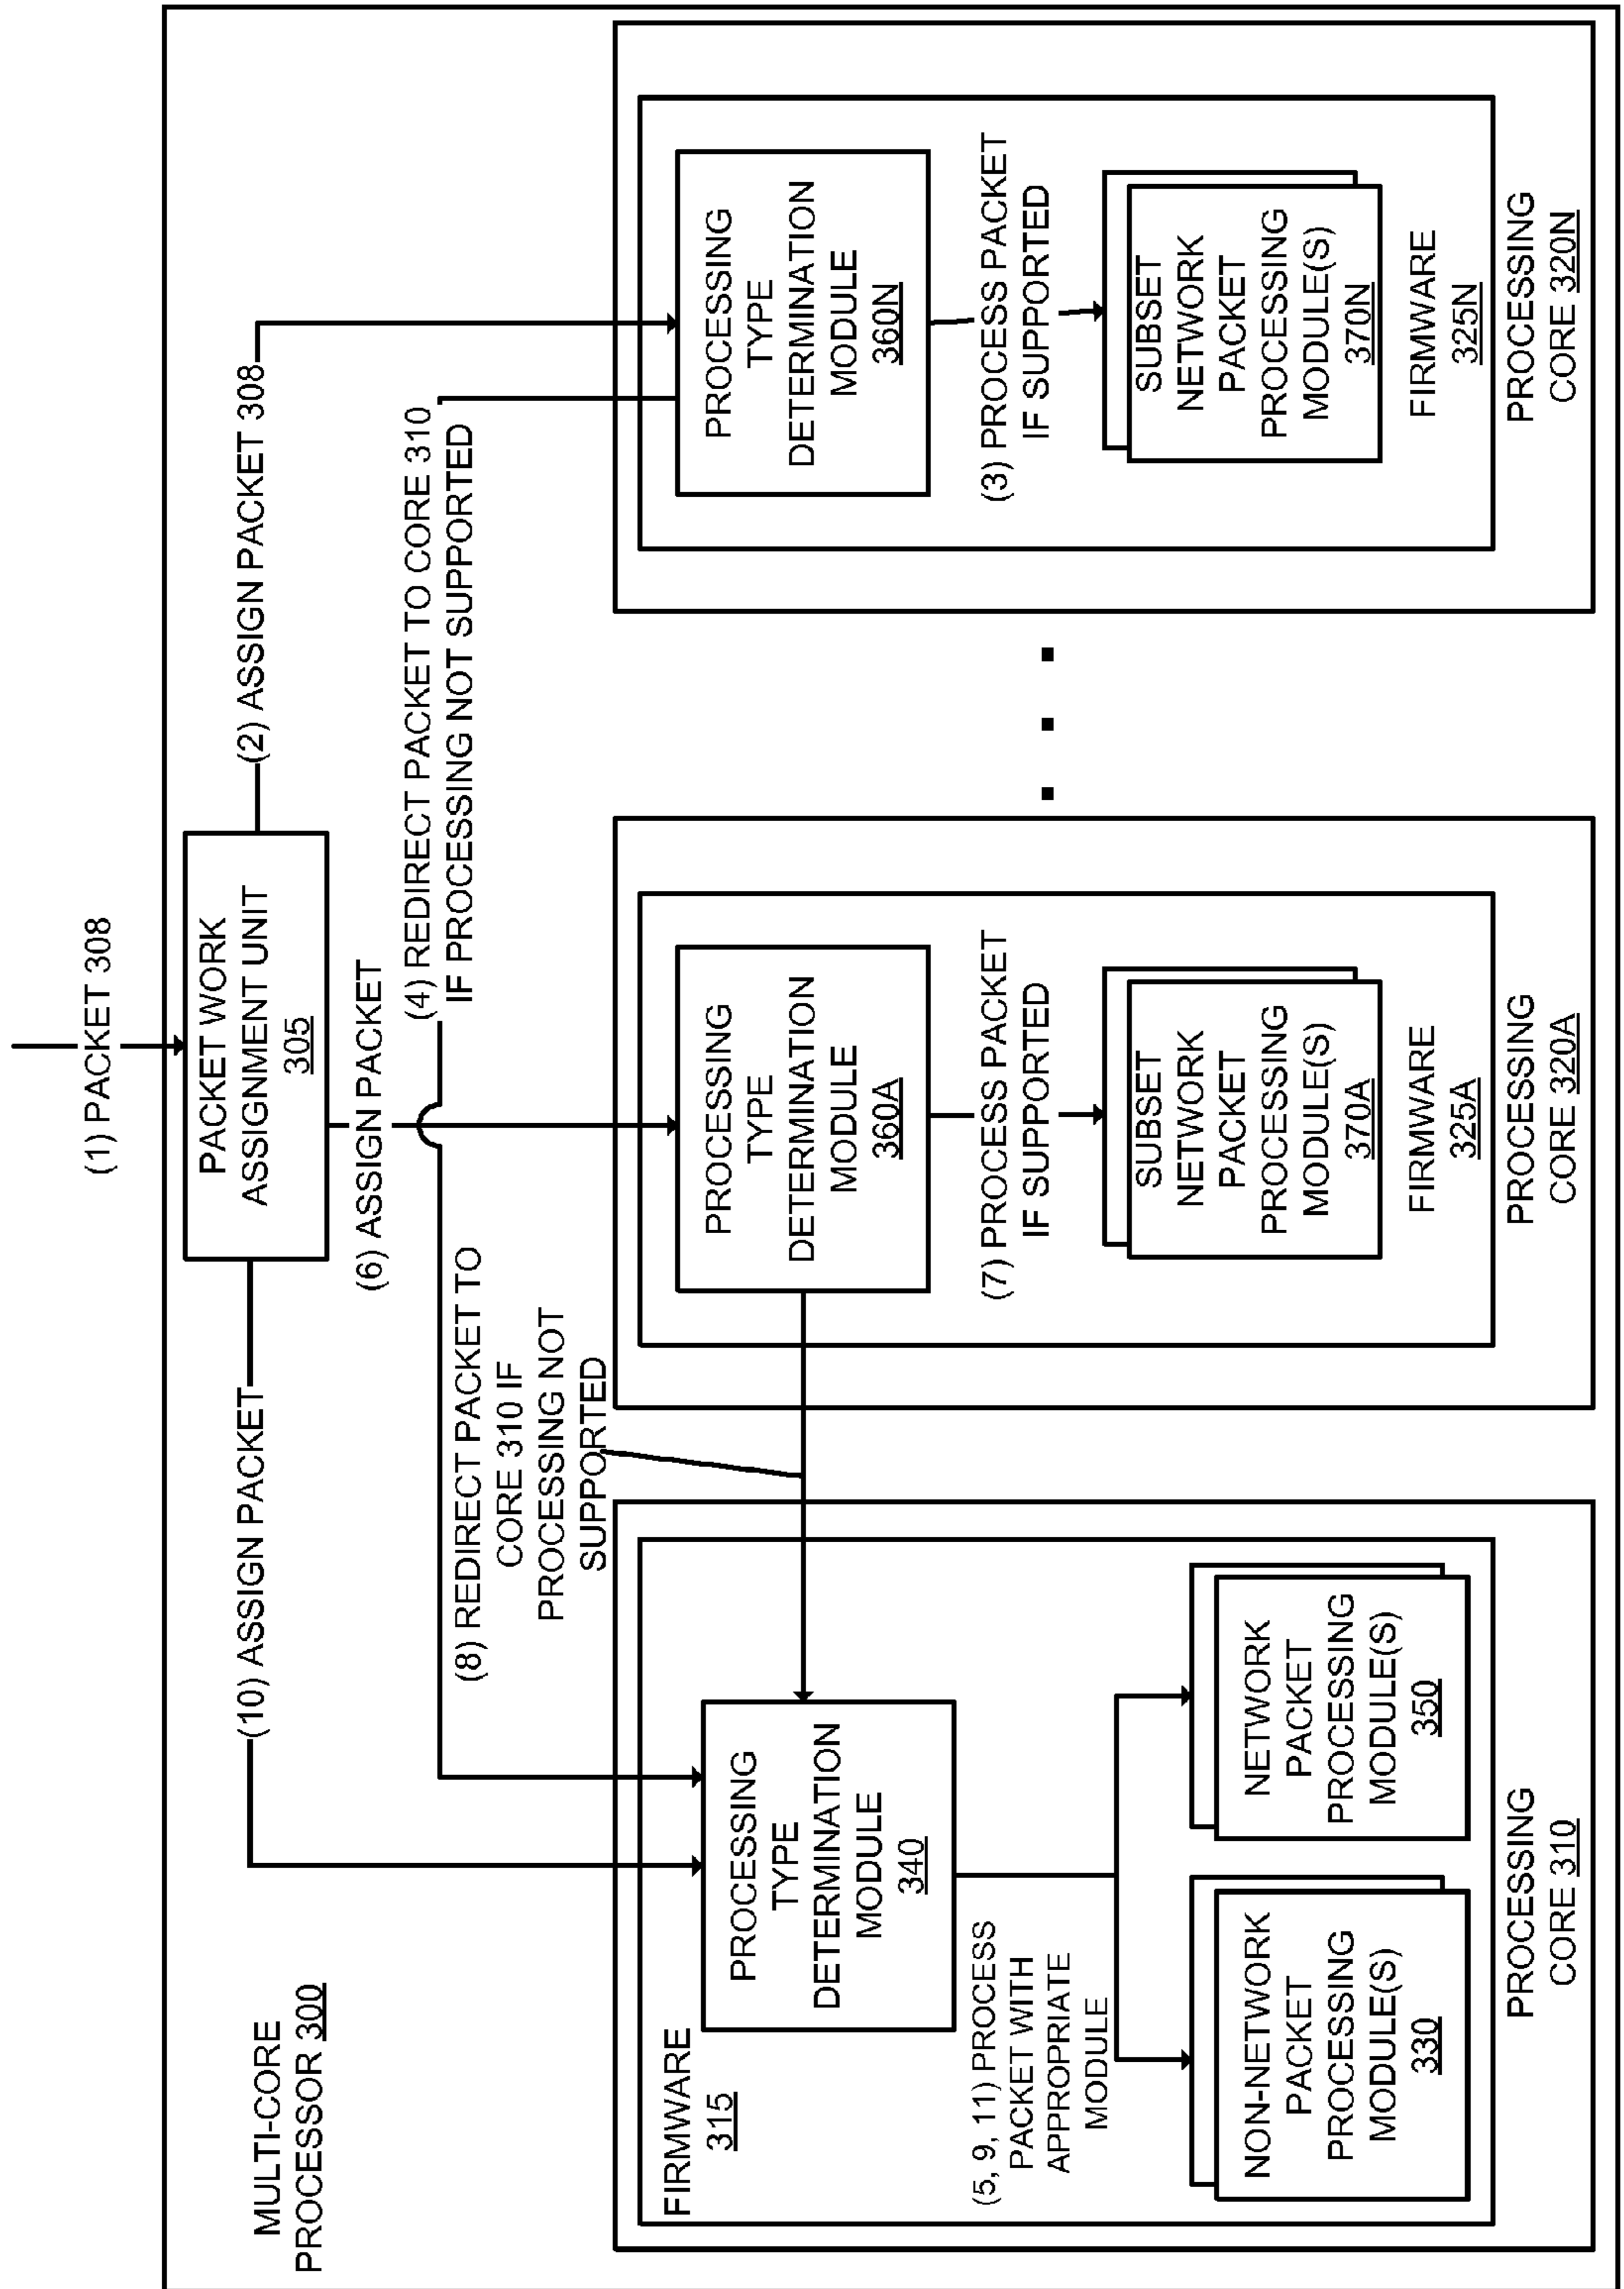 (1) PACKET 308
MULTI-CORE
PROCESSOR 300
PACKET WORK
ASSIGNMENT UNIT
305
(10) ASSIGN PACKET
(6) ASSIGN PACKET
(2) ASSIGN PACKET 308
(8) REDIRECT PACKET TO
CORE 310 IF
PROCESSING NOT
SUPPORTED
(4) REDIRECT PACKET TO CORE 310
IF PROCESSING NOT SUPPORTED
FIRMWARE
315
PROCESSING
TYPE
DETERMINATION
MODULE
340
(5, 9, 11) PROCESS
PACKET WITH
APPROPRIATE
MODULE
NON-NETWORK
PACKET
PROCESSING
MODULE(S)
330
NETWORK
PACKET
PROCESSING
MODULE(S)
350
PROCESSING
CORE 310
PROCESSING
TYPE
DETERMINATION
MODULE
360A
(7) PROCESS PACKET
IF SUPPORTED
SUBSET
NETWORK
PACKET
PROCESSING
MODULE(S)
370A
FIRMWARE
325A
PROCESSING
CORE 320A
. . .
PROCESSING
TYPE
DETERMINATION
MODULE
360N
(3) PROCESS PACKET
IF SUPPORTED
SUBSET
NETWORK
PACKET
PROCESSING
MODULE(S)
370N
FIRMWARE
325N
PROCESSING
CORE 320N